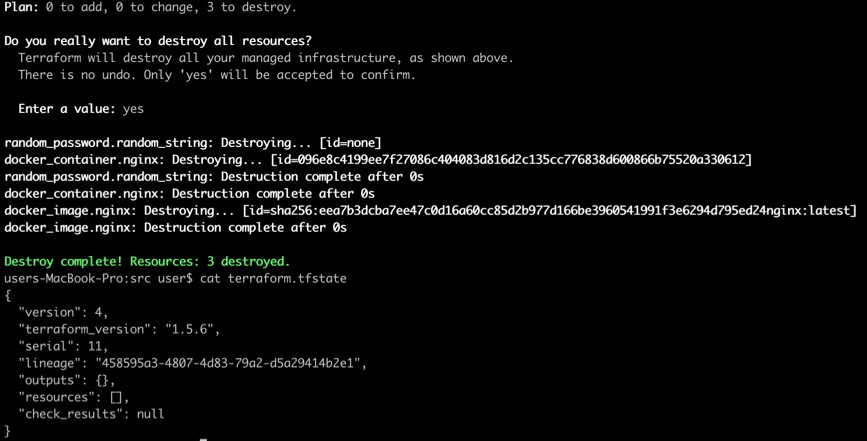 Plan: 0 to add, 0 to change, 3 to destroy.
Do you really want to destroy all resources?
Terraform will destroy all your managed infrastructure, as shown above.
There is no undo. Only 'yes' will be accepted to confirm.
Enter a value: yes
random_password.random_string: Destroying... [id=none]
docker_container.nginx: Destroying... [id=096e8c4199ee7f27086c404083d816d2c135cc776838d600866b75520a330612]
random_password.random_string: Destruction complete after 0s
docker_container.nginx: Destruction complete after 0s
docker_image.nginx: Destroying... [id=sha256:eea7b3dcba7ee47c0d16a60cc85d2b977d166be3960541991f3e6294d795ed24nginx:latest]
docker_image.nginx: Destruction complete after 0s
Destroy complete! Resources: 3 destroyed.
users-MacBook-Pro:src user$ cat terraform.tfstate
{
"version": 4,
"terraform_version": "1.5.6",
"serial": 11,
"lineage": "458595a3-4807-4d83-79a2-d5a29414b2e1",
"outputs": {},
"resources": [],
"check_results": null
}